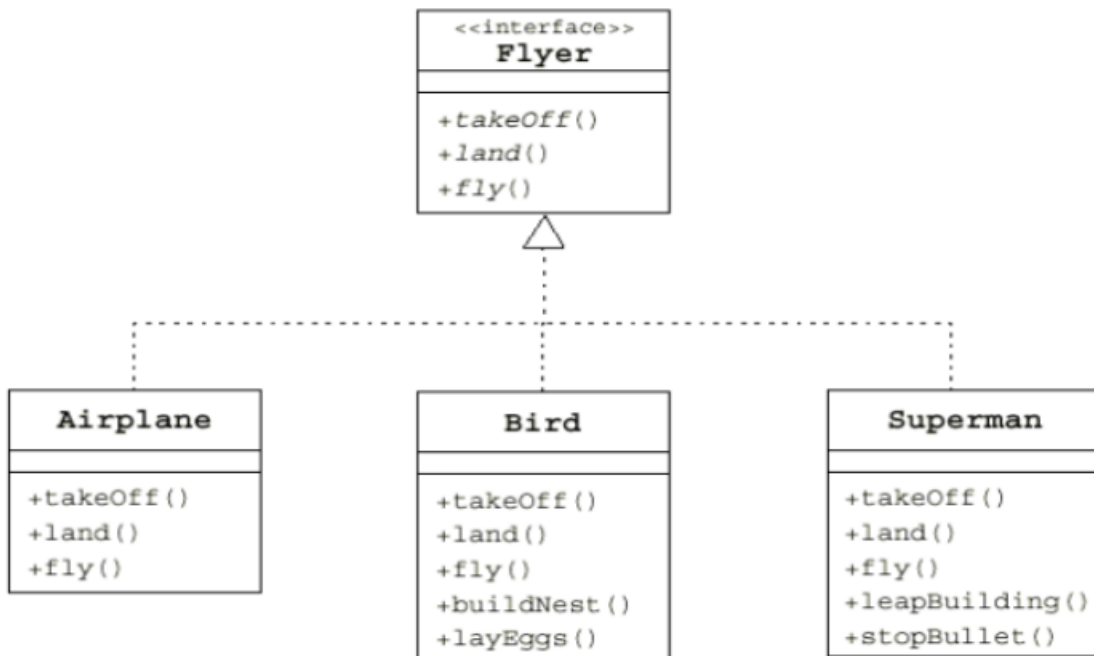 <<interface>>
Flyer
+takeOff()
+land()
+fly()
Airplane
+takeOff()
+land()
+fly()
Bird
+takeOff()
+land()
+fly()
+buildNest()
+layEggs()
Superman
+takeOff()
+land()
+fly()
+leapBuilding()
+stopBullet()